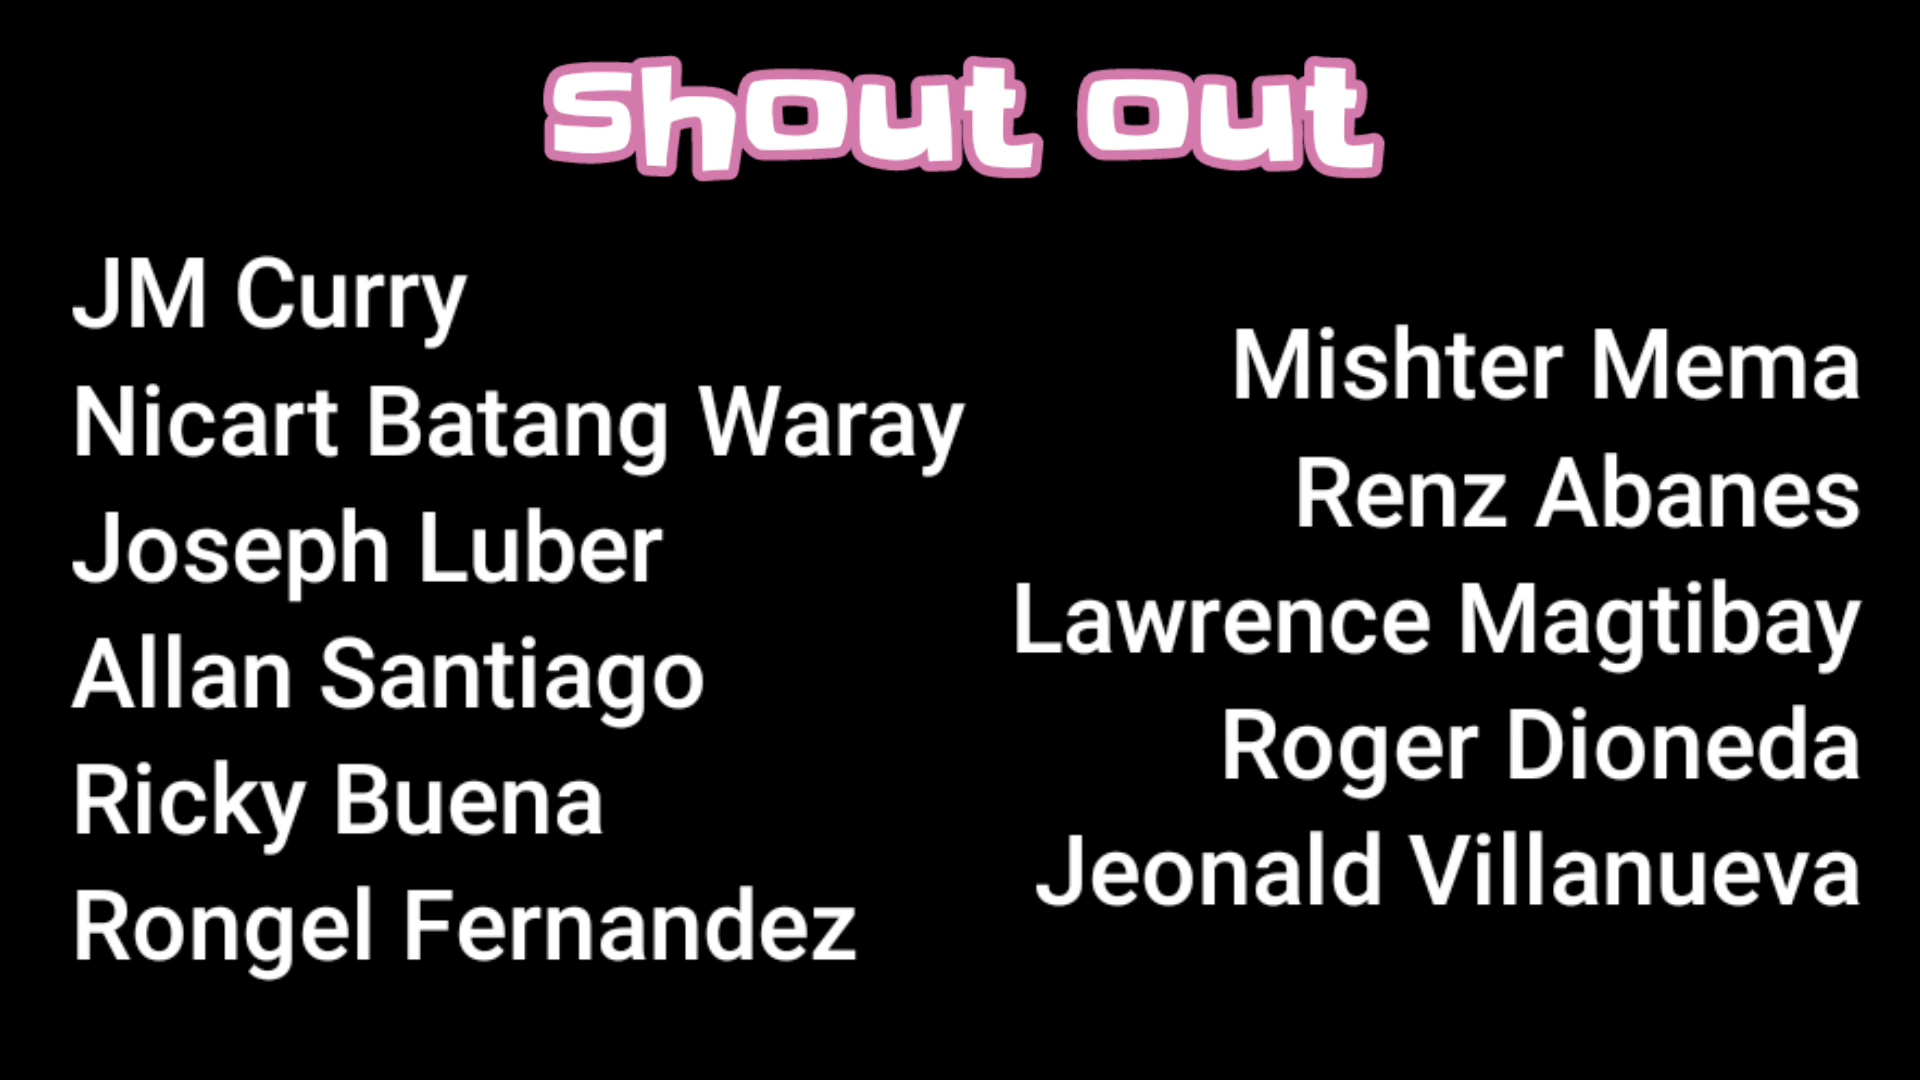 Shout out
JM Curry
Nicart Batang Waray
Joseph Luber
Allan Santiago
Ricky Buena
Rongel Fernandez
Mishter Mema
Renz Abanes
Lawrence Magtibay
Roger Dioneda
Jeonald Villanueva